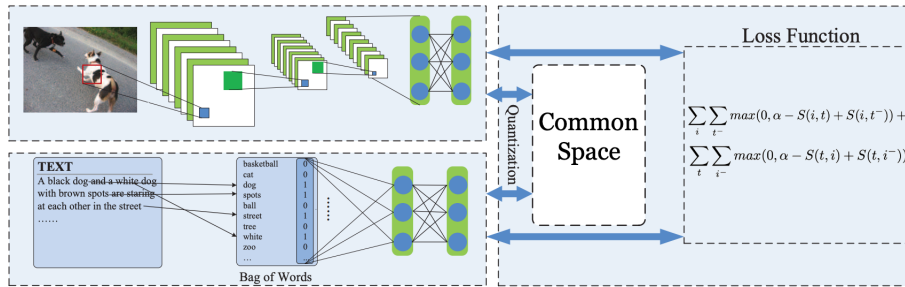 TEXT
A black dog and a white dog
with brown spots are staring
at each other in the street
......
basketball 0
cat 0
dog 1
spots 1
ball 0
street 1
tree 0
white 1
zoo 0
... ..
......
Bag of Words
Quantization
Common
Space
Loss Function
∑_i ∑_{t⁻} max(0, α − S(i, t) + S(i, t⁻)) +
∑_t ∑_{i⁻} max(0, α − S(t, i) + S(t, i⁻))